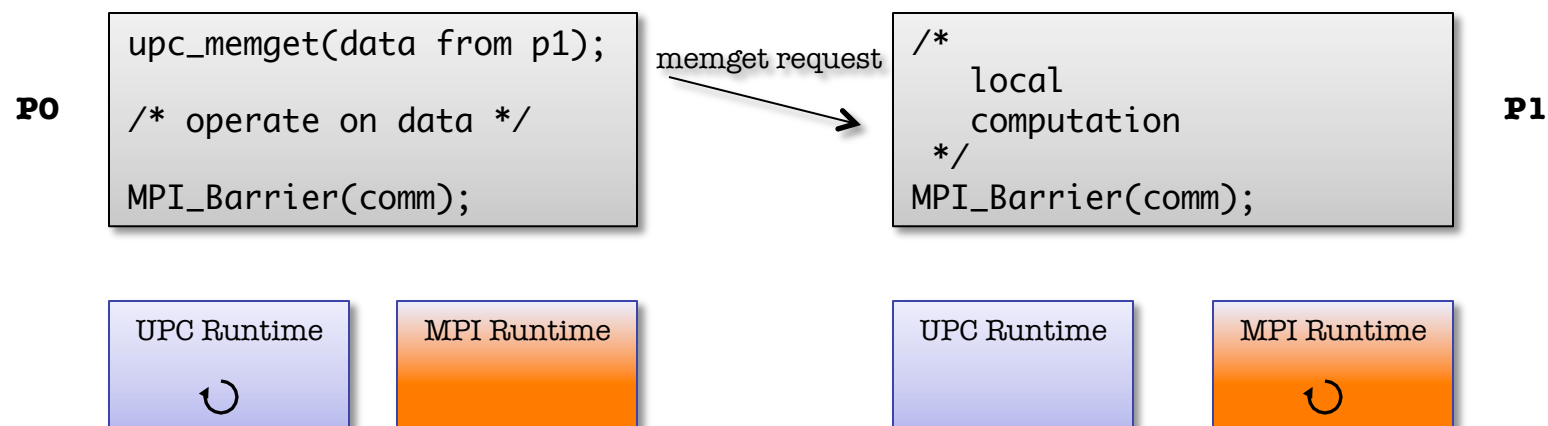 P0
upc_memget(data from p1);
/* operate on data */
MPI_Barrier(comm);
memget request
/*
local
computation
*/
MPI_Barrier(comm);
P1
UPC Runtime
MPI Runtime
UPC Runtime
MPI Runtime